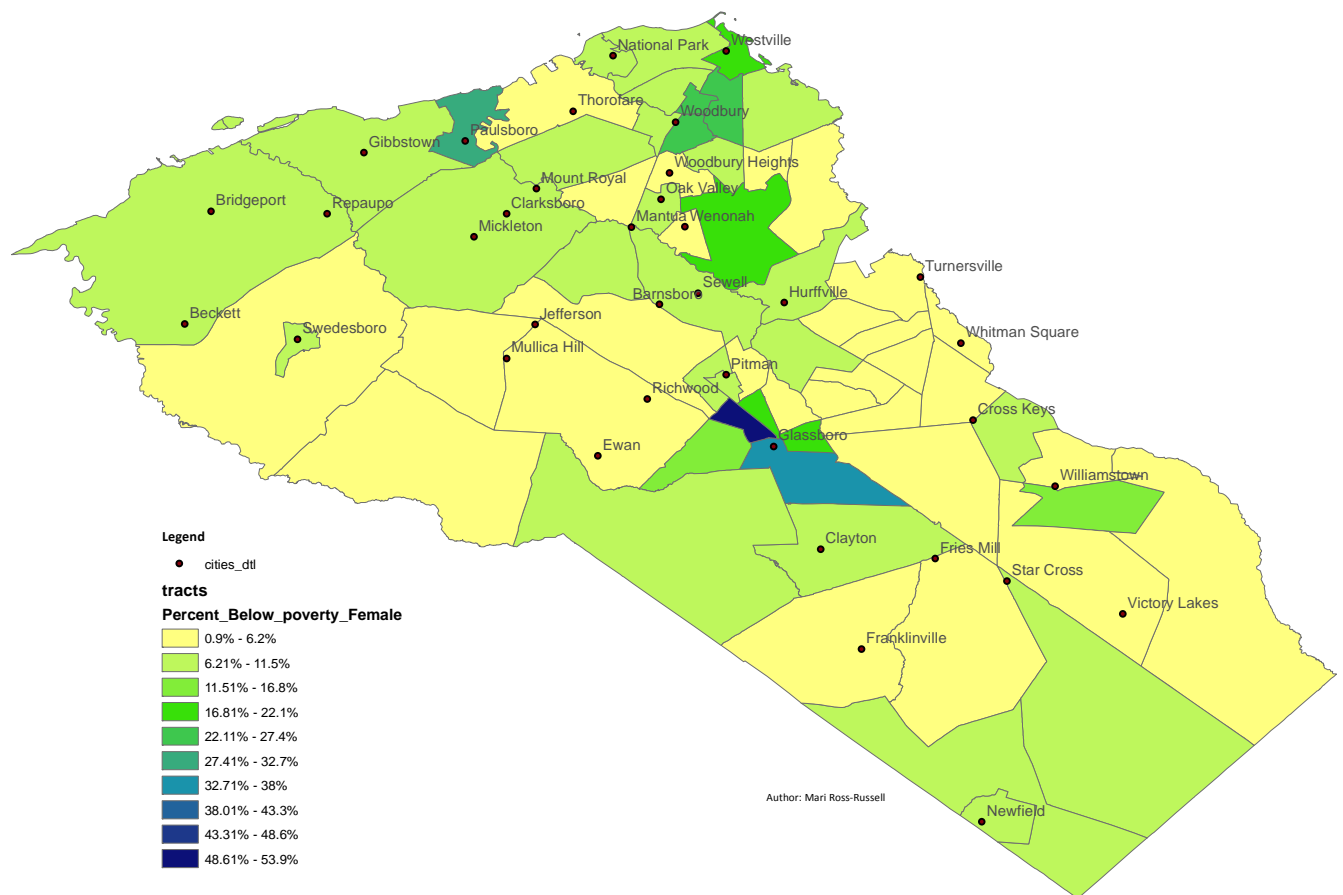 Westville
National Park
Thorofare
Woodbury
Paulsboro
Gibbstown
Woodbury Heights
Mount Royal
Oak Valley
Bridgeport
Repaupo
Clarksboro
Mantua
Wenonah
Mickleton
Turnersville
Sewell
Hurffville
Barnsboro
Beckett
Swedesboro
Jefferson
Whitman Square
Mullica Hill
Pitman
Richwood
Cross Keys
Glassboro
Ewan
Williamstown
Clayton
Fries Mill
Star Cross
Victory Lakes
Franklinville
Newfield
Legend
cities_dtl
tracts
Percent_Below_poverty_Female
0.9% - 6.2%
6.21% - 11.5%
11.51% - 16.8%
16.81% - 22.1%
22.11% - 27.4%
27.41% - 32.7%
32.71% - 38%
38.01% - 43.3%
43.31% - 48.6%
48.61% - 53.9%
Author: Mari Ross-Russell